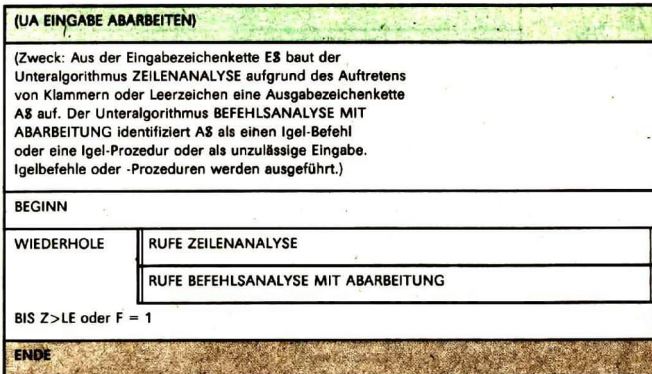 (UA EINGABE ABARBEITEN)
(Zweck: Aus der Eingabezeichenkette E$ baut der
Unteralgorithmus ZEILENANALYSE aufgrund des Auftretens
von Klammern oder Leerzeichen eine Ausgabezeichenkette
A$ auf. Der Unteralgorithmus BEFEHLSANALYSE MIT
ABARBEITUNG identifiziert A$ als einen Igel-Befehl
oder eine Igel-Prozedur oder als unzulässige Eingabe.
Igelbefehle oder -Prozeduren werden ausgeführt.)
BEGINN
WIEDERHOLE RUFE ZEILENANALYSE
RUFE BEFEHLSANALYSE MIT ABARBEITUNG
BIS Z>LE oder F = 1
ENDE